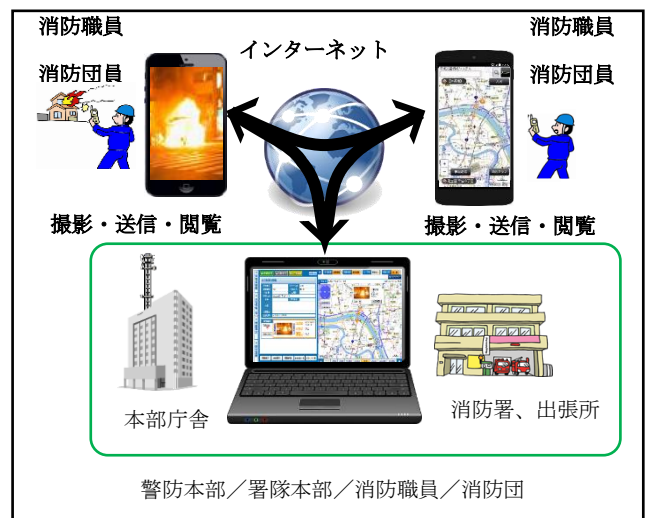 消防職員
消防団員
インターネット
消防職員
消防団員
撮影・送信・閲覧
撮影・送信・閲覧
本部庁舎
消防署、出張所
警防本部／署隊本部／消防職員／消防団